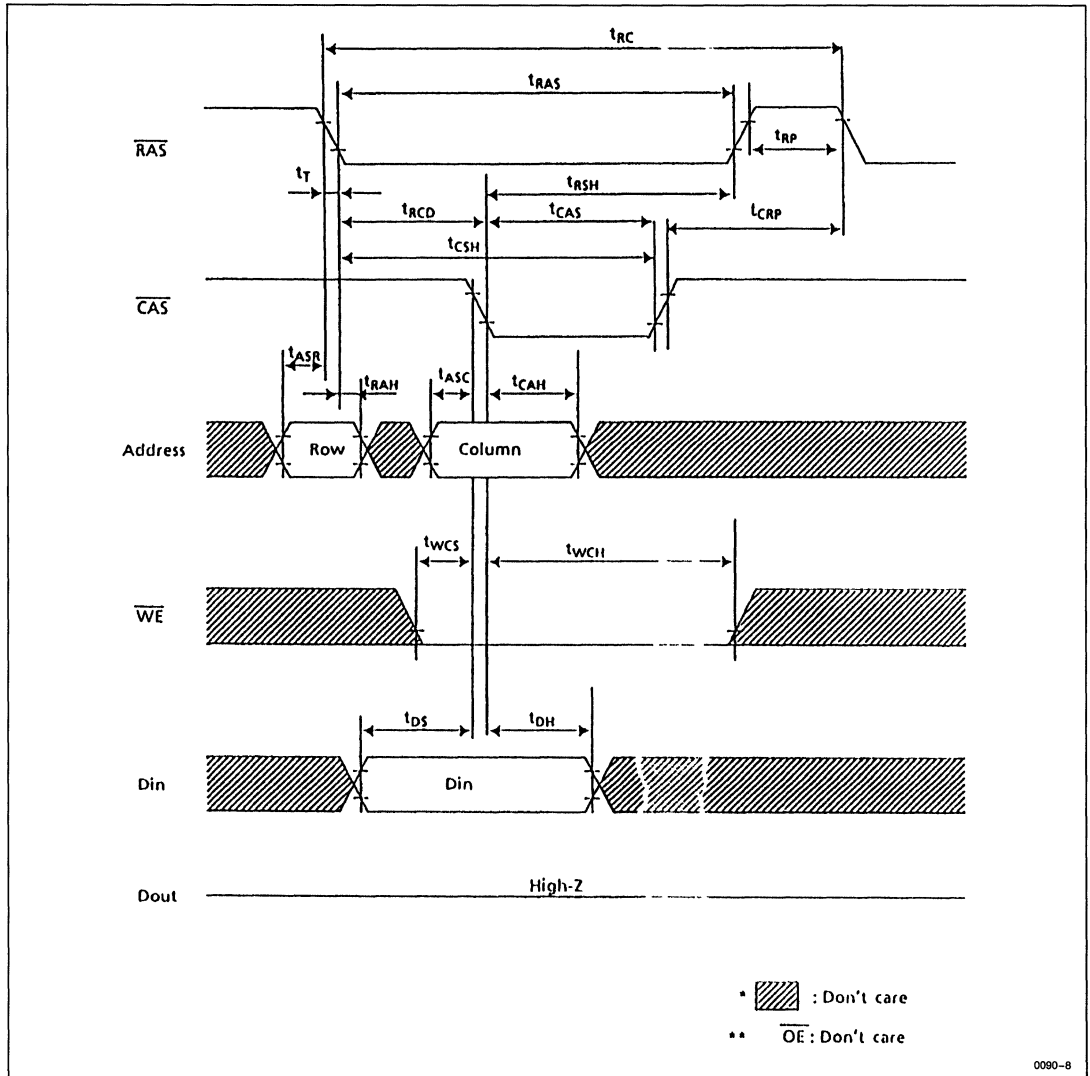 tRC
tRAS
RAS
tRP
tT
tRSH
tRCD
tCAS
tCRP
tCSH
CAS
tASR
tRAH
tASC
tCAH
Address
Row
Column
tWCS
tWCH
WE
tDS
tDH
Din
Din
High-Z
Dout
* : Don't care
** OE : Don't care
0090-8